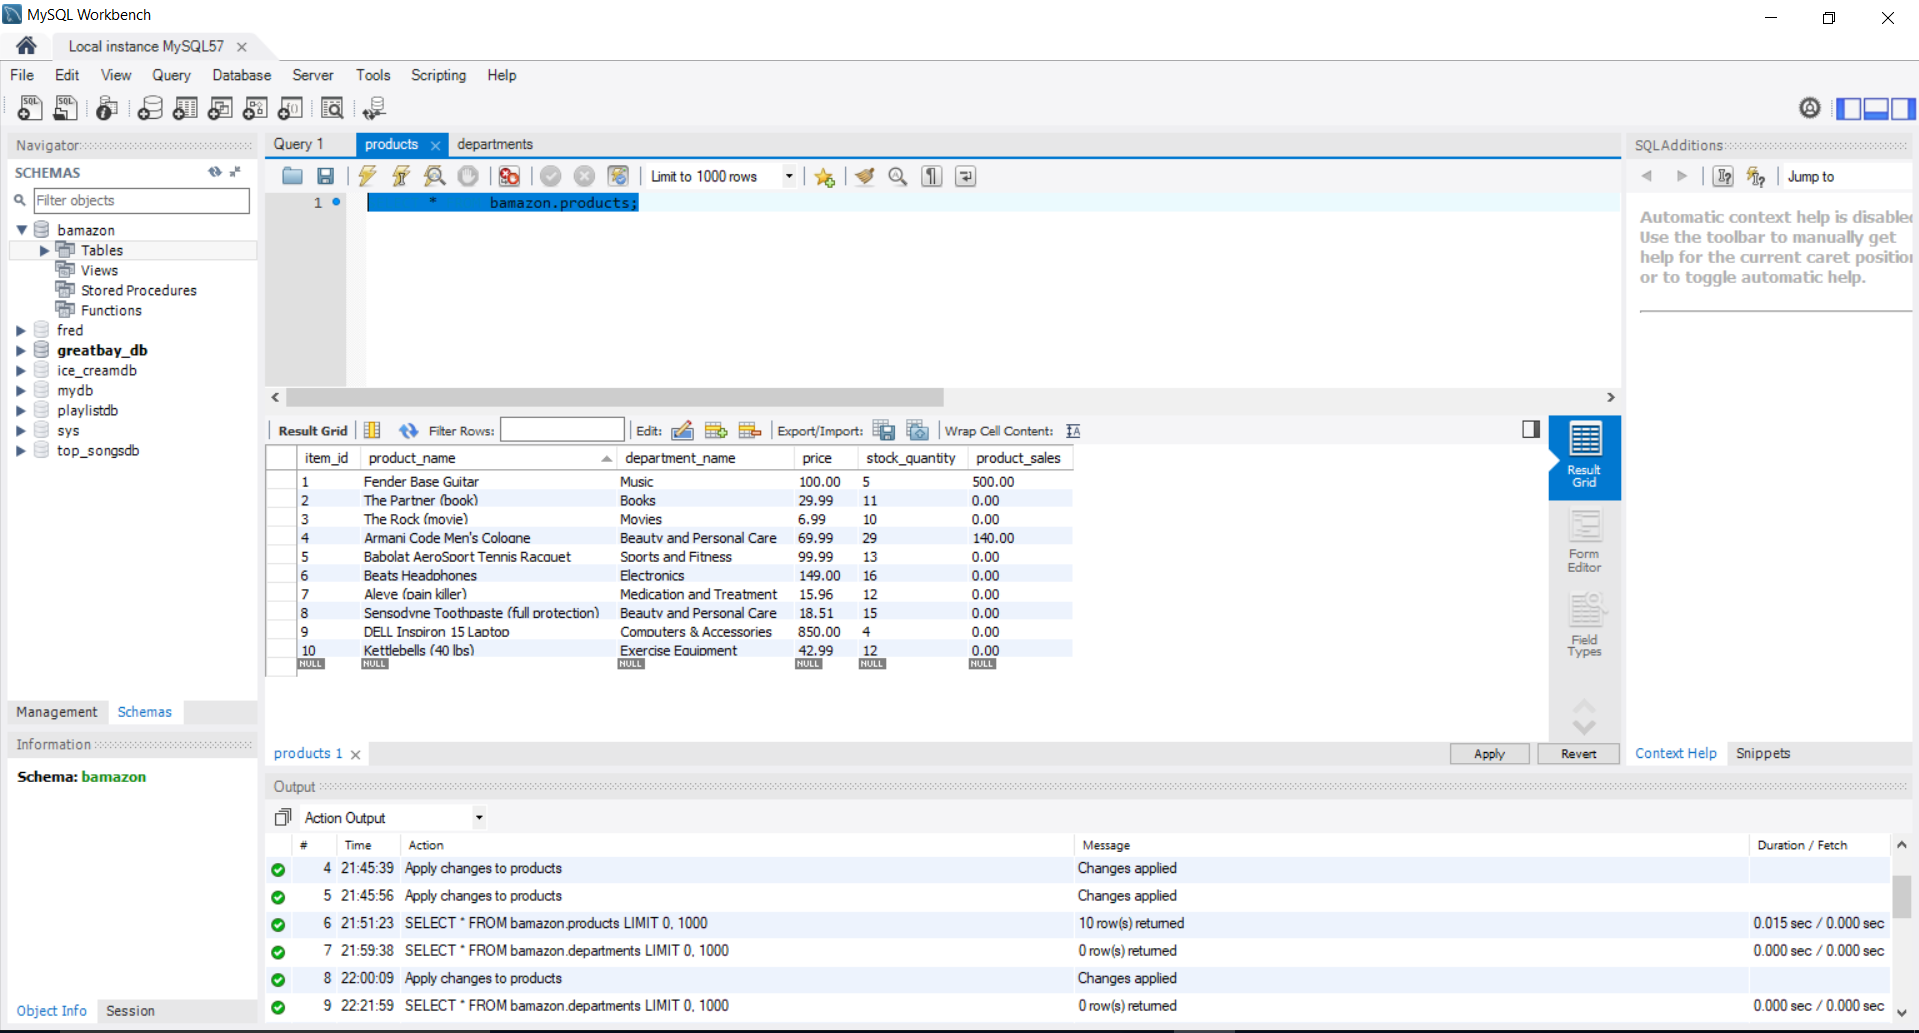 MySQL Workbench
Local instance MySQL57
File Edit View Query Database Server Tools Scripting Help
Navigator
SCHEMAS
Filter objects
bamazon
Tables
Views
Stored Procedures
Functions
fred
greatbay_db
ice_creamdb
mydb
playlistdb
sys
top_songsdb
Management Schemas
Information
Schema: bamazon
Object Info Session
Query 1 products departments
Limit to 1000 rows
1 * bamazon.products;
Result Grid Filter Rows: Edit: Export/Import: Wrap Cell Content:
item_id product_name department_name price stock_quantity product_sales
1 Fender Base Guitar Music 100.00 5 500.00
2 The Partner (book) Books 29.99 11 0.00
3 The Rock (movie) Movies 6.99 10 0.00
4 Armani Code Men's Cologne Beauty and Personal Care 69.99 29 140.00
5 Babolat AeroSport Tennis Racquet Sports and Fitness 99.99 13 0.00
6 Beats Headphones Electronics 149.00 16 0.00
7 Aleve (pain killer) Medication and Treatment 15.96 12 0.00
8 Sensodyne Toothpaste (full protection) Beauty and Personal Care 18.51 15 0.00
9 DELL Inspiron 15 Laptop Computers & Accessories 850.00 4 0.00
10 Kettlebells (40 lbs) Exercise Equipment 42.99 12 0.00
NULL NULL NULL NULL NULL NULL
Result
Grid
Form
Editor
Field
Types
products 1 Apply Revert
SQLAdditions
Jump to
Automatic context help is disabled
Use the toolbar to manually get
help for the current caret position
or to toggle automatic help.
Context Help Snippets
Output
Action Output
# Time Action Message Duration / Fetch
4 21:45:39 Apply changes to products Changes applied
5 21:45:56 Apply changes to products Changes applied
6 21:51:23 SELECT * FROM bamazon.products LIMIT 0, 1000 10 row(s) returned 0.015 sec / 0.000 sec
7 21:59:38 SELECT * FROM bamazon.departments LIMIT 0, 1000 0 row(s) returned 0.000 sec / 0.000 sec
8 22:00:09 Apply changes to products Changes applied
9 22:21:59 SELECT * FROM bamazon.departments LIMIT 0, 1000 0 row(s) returned 0.000 sec / 0.000 sec